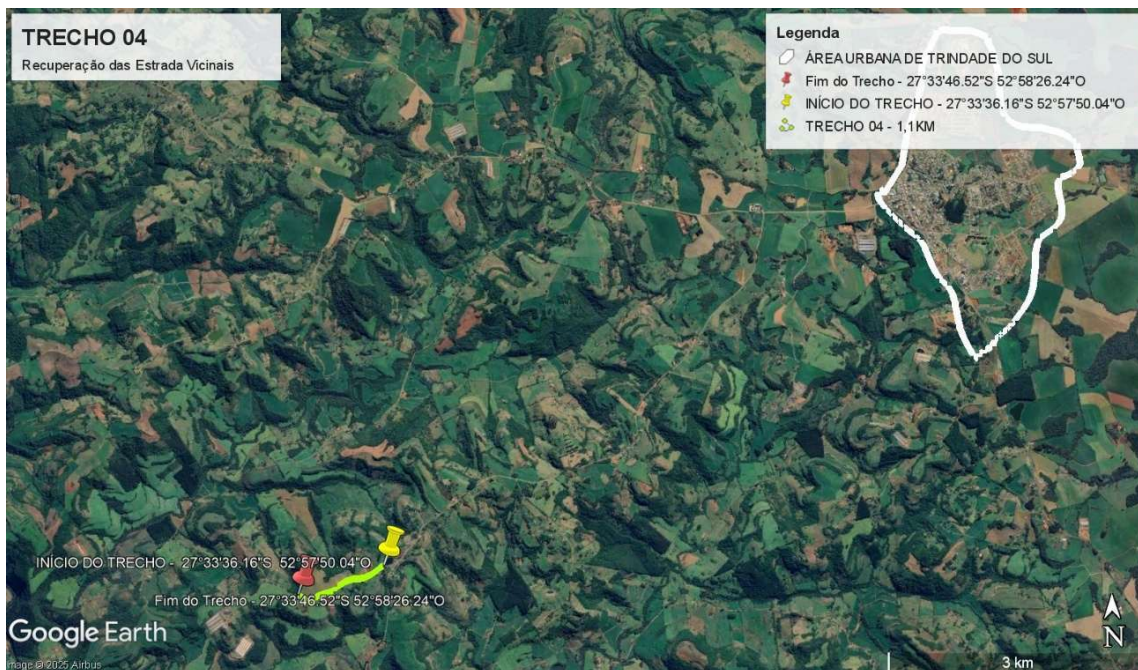 TRECHO 04
Recuperação das Estrada Vicinais
Legenda
ÁREA URBANA DE TRINDADE DO SUL
Fim do Trecho - 27°33'46.52"S 52°58'26.24"O
INÍCIO DO TRECHO - 27°33'36.16"S 52°57'50.04"O
TRECHO 04 - 1,1KM
INÍCIO DO TRECHO - 27°33'36.16"S 52°57'50.04"O
Fim do Trecho - 27°33'46.52"S 52°58'26.24"O
Google Earth
Image © 2025 Airbus
N
3 km